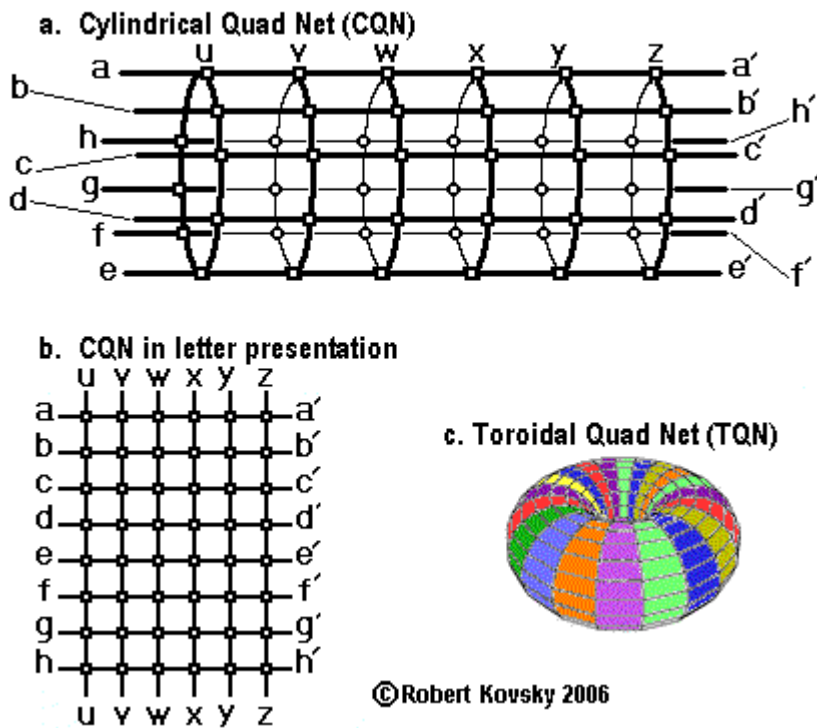 a. Cylindrical Quad Net (CQN)
u v w x y z
a a′
b b′
h h′
c c′
g g′
d d′
f f′
e e′
b. CQN in letter presentation
u v w x y z
a a′
b b′
c c′
d d′
e e′
f f′
g g′
h h′
u v w x y z
c. Toroidal Quad Net (TQN)
©Robert Kovsky 2006